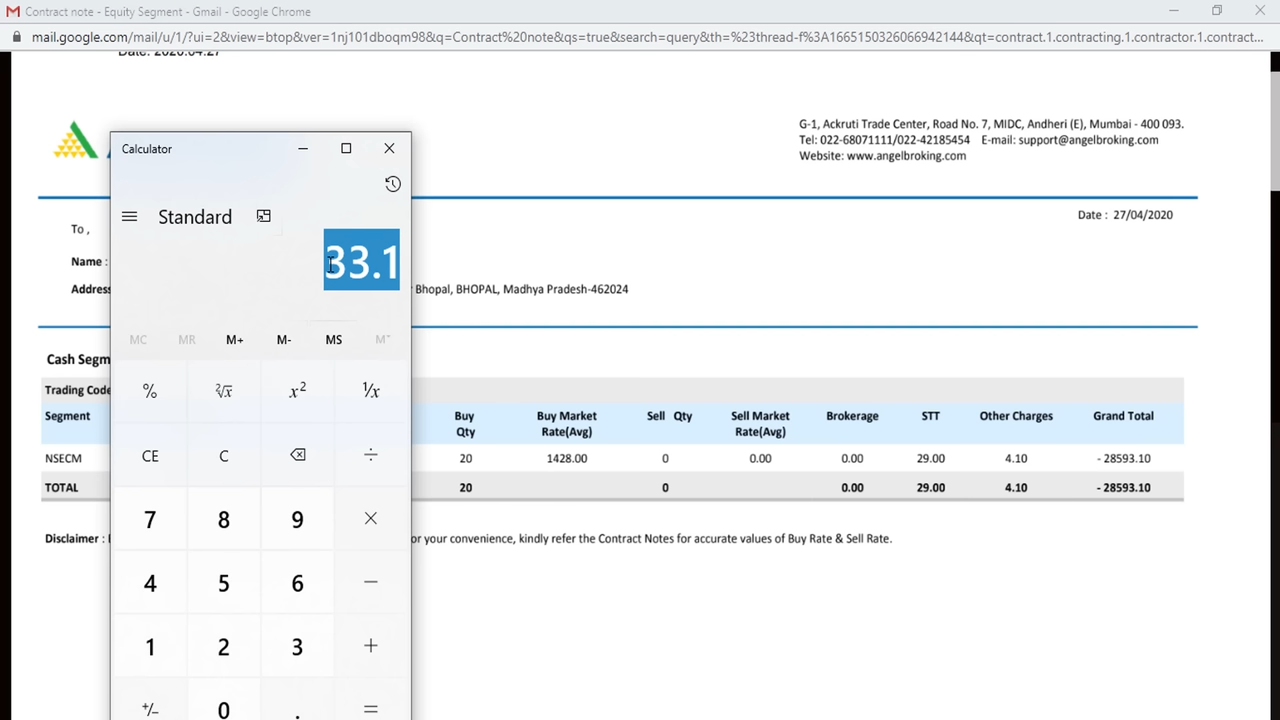 Contract note - Equity Segment - Gmail - Google Chrome
mail.google.com/mail/u/1/?ui=2&view=btop&ver=1nj101dboqm98&q=Contract%20note&qs=true&search=query&th=%23thread-f%3A1665150326066942144&qt=contract.1.contracting.1.contractor.1.contract...
Date: 2020.04.27
G-1, Ackruti Trade Center, Road No. 7, MIDC, Andheri (E), Mumbai - 400 093.
Tel: 022-68071111/022-42185454 E-mail: support@angelbroking.com
Website: www.angelbroking.com
Date : 27/04/2020
To ,
Name :
Address
Bhopal, BHOPAL, Madhya Pradesh-462024
Cash Segm
Trading Code
Segment Buy Qty Buy Market Rate(Avg) Sell Qty Sell Market Rate(Avg) Brokerage STT Other Charges Grand Total
NSECM 20 1428.00 0 0.00 0.00 29.00 4.10 - 28593.10
TOTAL 20 0 0.00 29.00 4.10 - 28593.10
Disclaimer :
or your convenience, kindly refer the Contract Notes for accurate values of Buy Rate & Sell Rate.
Calculator
Standard
33.1
MC MR M+ M- MS M˅
% ²√x x² ¹/x
CE C ⌫ ÷
7 8 9 ×
4 5 6 −
1 2 3 +
+/− 0 . =